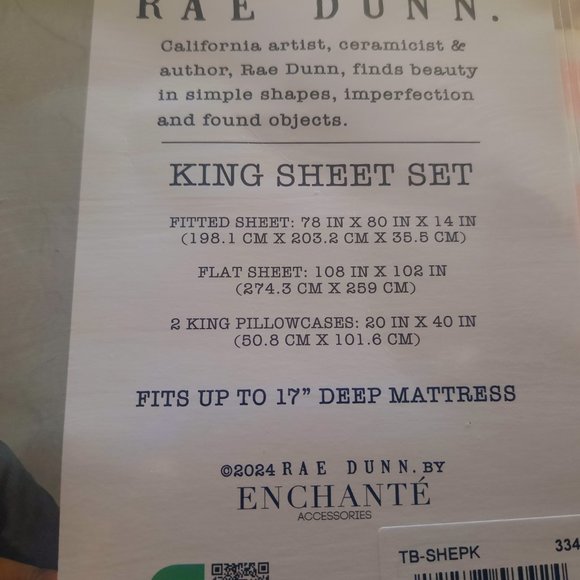 RAE DUNN.
California artist, ceramicist &
author, Rae Dunn, finds beauty
in simple shapes, imperfection
and found objects.
KING SHEET SET
FITTED SHEET: 78 IN X 80 IN X 14 IN
(198.1 CM X 203.2 CM X 35.5 CM)
FLAT SHEET: 108 IN X 102 IN
(274.3 CM X 259 CM)
2 KING PILLOWCASES: 20 IN X 40 IN
(50.8 CM X 101.6 CM)
FITS UP TO 17” DEEP MATTRESS
©2024 RAE DUNN. BY
ENCHANTÉ
ACCESSORIES
TB-SHEPK 334